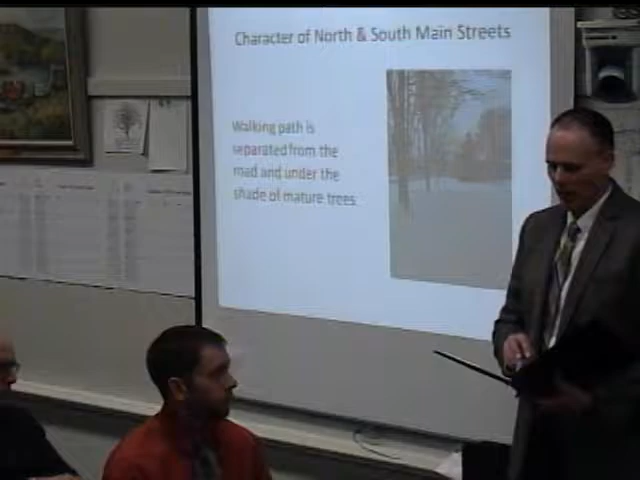 Character of North & South Main Streets
Walking path is
separated from the
road and under the
shade of mature trees